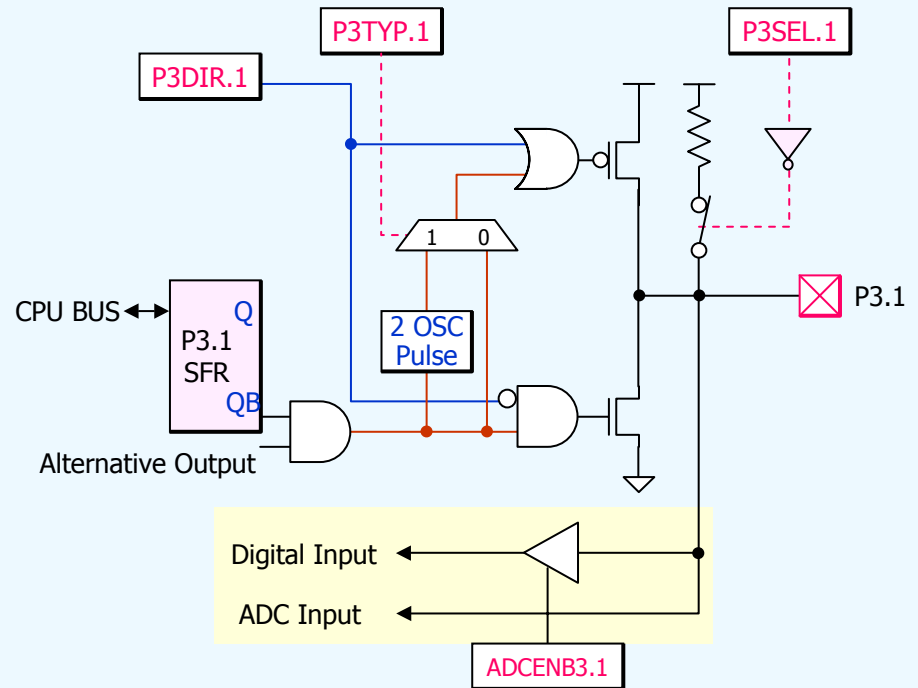 P3TYP.1
P3SEL.1
P3DIR.1
1 0
CPU BUS
Q
P3.1
SFR
QB
2 OSC
Pulse
P3.1
Alternative Output
Digital Input
ADC Input
ADCENB3.1